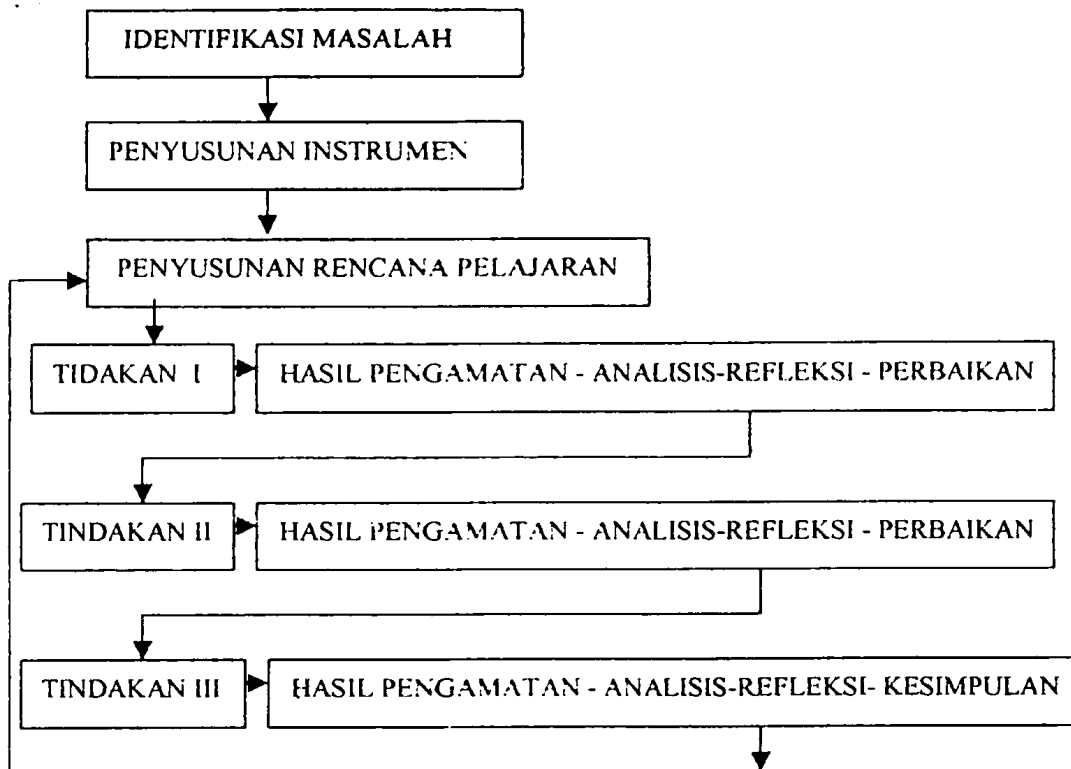 IDENTIFIKASI MASALAH
PENYUSUNAN INSTRUMEN
PENYUSUNAN RENCANA PELAJARAN
TIDAKAN I
HASIL PENGAMATAN - ANALISIS-REFLEKSI - PERBAIKAN
TINDAKAN II
HASIL PENGAMATAN - ANALISIS-REFLEKSI - PERBAIKAN
TINDAKAN III
HASIL PENGAMATAN - ANALISIS-REFLEKSI- KESIMPULAN